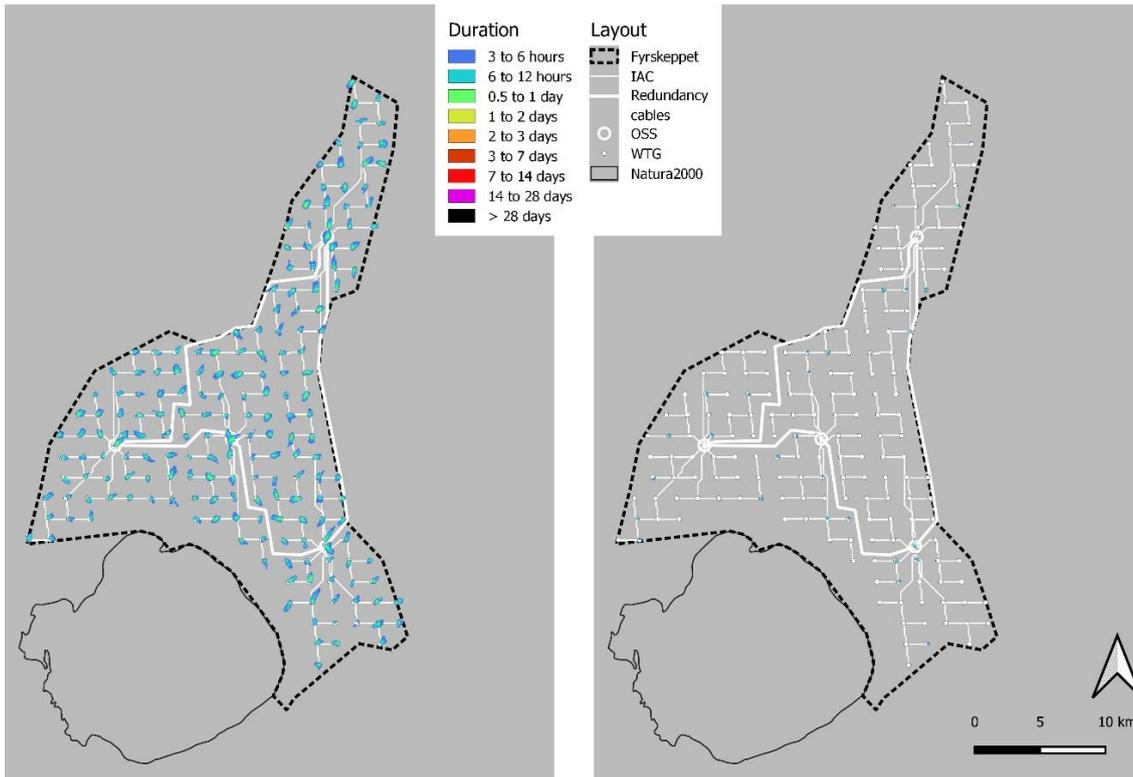 Duration
3 to 6 hours
6 to 12 hours
0.5 to 1 day
1 to 2 days
2 to 3 days
3 to 7 days
7 to 14 days
14 to 28 days
> 28 days
Layout
Fyrskeppet
IAC
Redundancy
cables
OSS
WTG
Natura2000
0 5 10 km